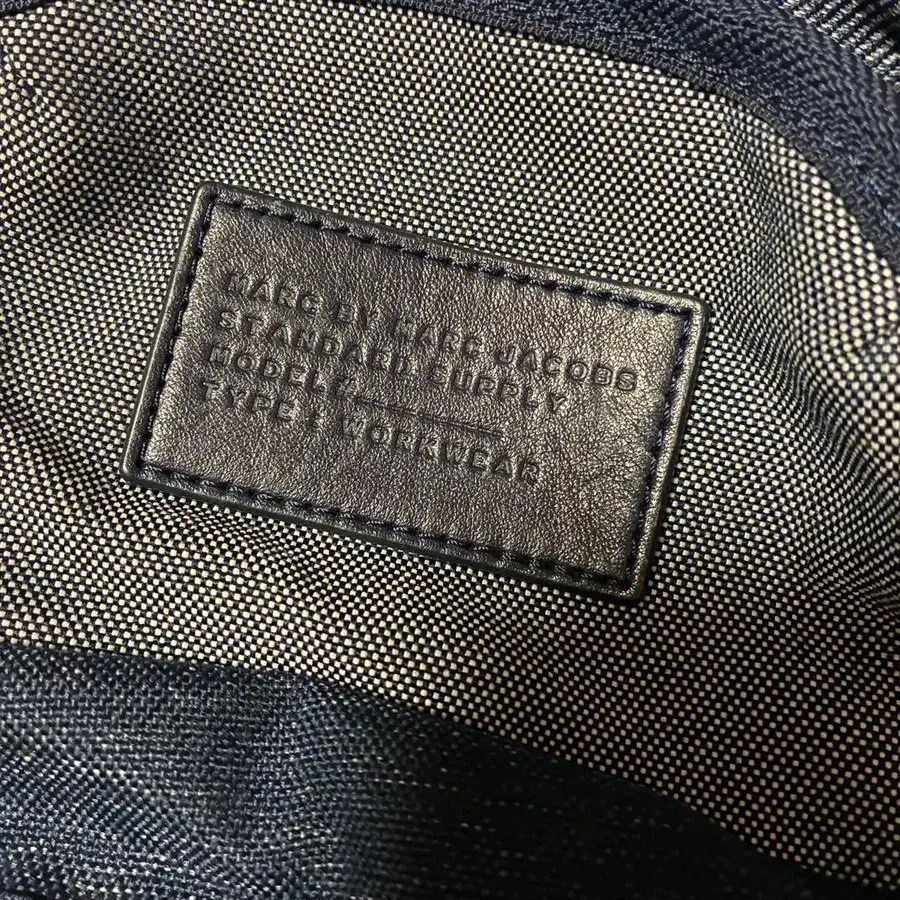 MARC BY MARC JACOBS
STANDARD SUPPLY
MODEL:
TYPE: WORKWEAR